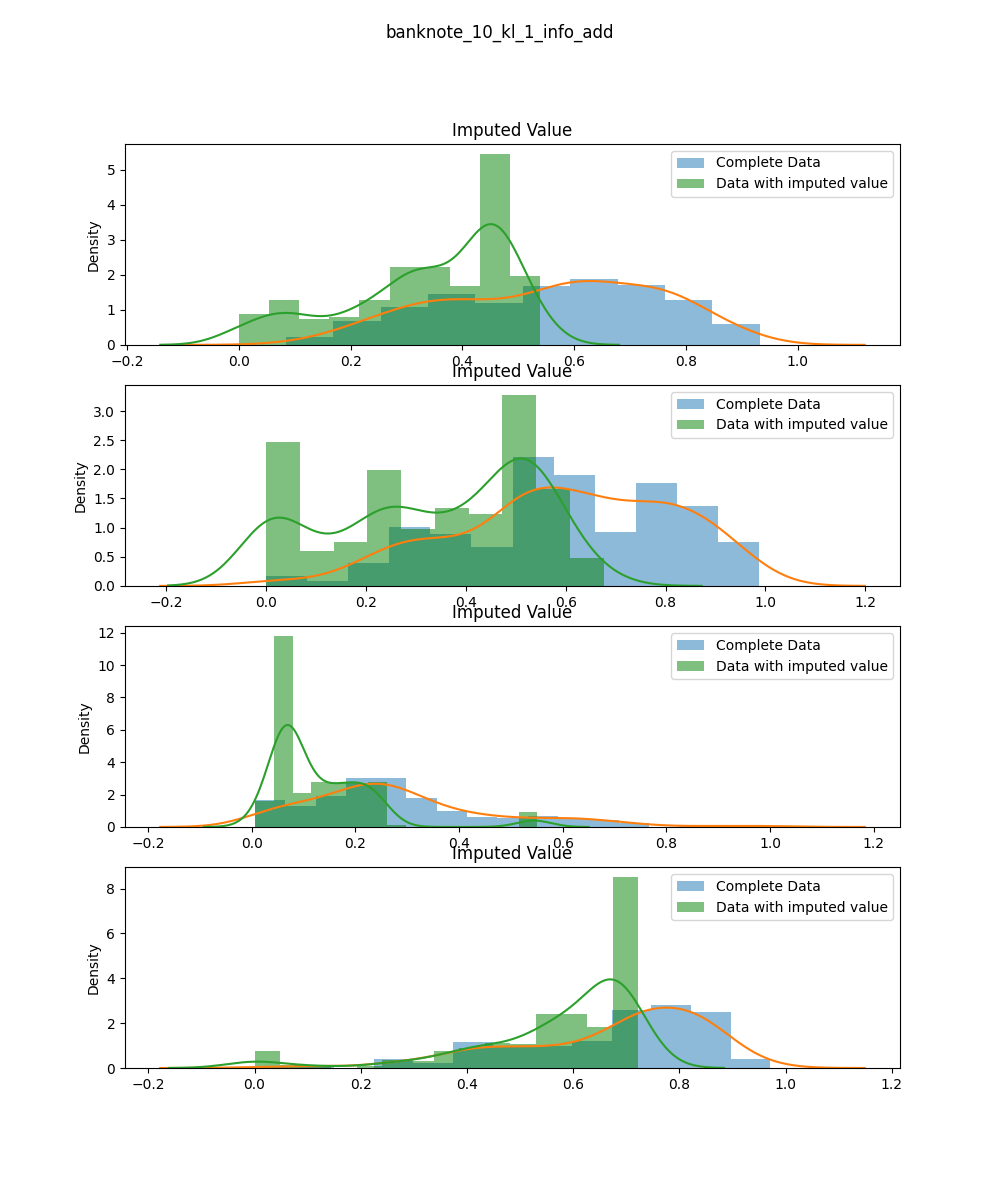 banknote_10_kl_1_info_add
Imputed Value
Complete Data
Data with imputed value
Density
5
4
3
2
1
0
−0.2 0.0 0.2 0.4 0.6 0.8 1.0
Imputed Value
Complete Data
Data with imputed value
Density
3.0
2.5
2.0
1.5
1.0
0.5
0.0
−0.2 0.0 0.2 0.4 0.6 0.8 1.0 1.2
Imputed Value
Complete Data
Data with imputed value
Density
12
10
8
6
4
2
0
−0.2 0.0 0.2 0.4 0.6 0.8 1.0 1.2
Imputed Value
Complete Data
Data with imputed value
Density
8
6
4
2
0
−0.2 0.0 0.2 0.4 0.6 0.8 1.0 1.2